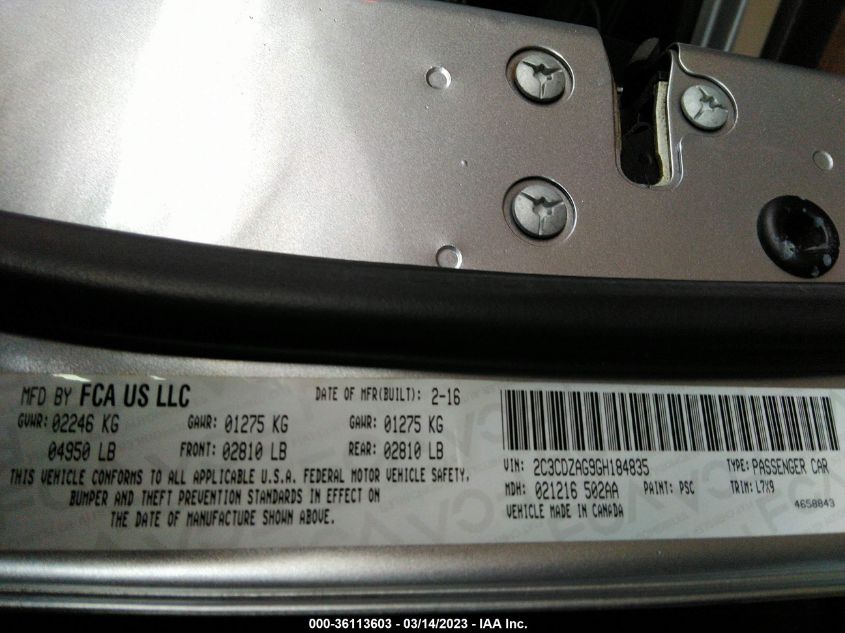 MFD BY FCA US LLC DATE OF MFR(BUILT): 2-16
GVWR: 02246 KG GAWR: 01275 KG GAWR: 01275 KG
04950 LB FRONT: 02810 LB REAR: 02810 LB
THIS VEHICLE CONFORMS TO ALL APPLICABLE U.S.A. FEDERAL MOTOR VEHICLE SAFETY,
BUMPER AND THEFT PREVENTION STANDARDS IN EFFECT ON
THE DATE OF MANUFACTURE SHOWN ABOVE.
VIN: 2C3CDZAG9GH184835 TYPE: PASSENGER CAR
MDH: 021216 502AA PAINT: PSC TRIM: L7X9
VEHICLE MADE IN CANADA 4658843
000-36113603 — 03/14/2023 — IAA Inc.